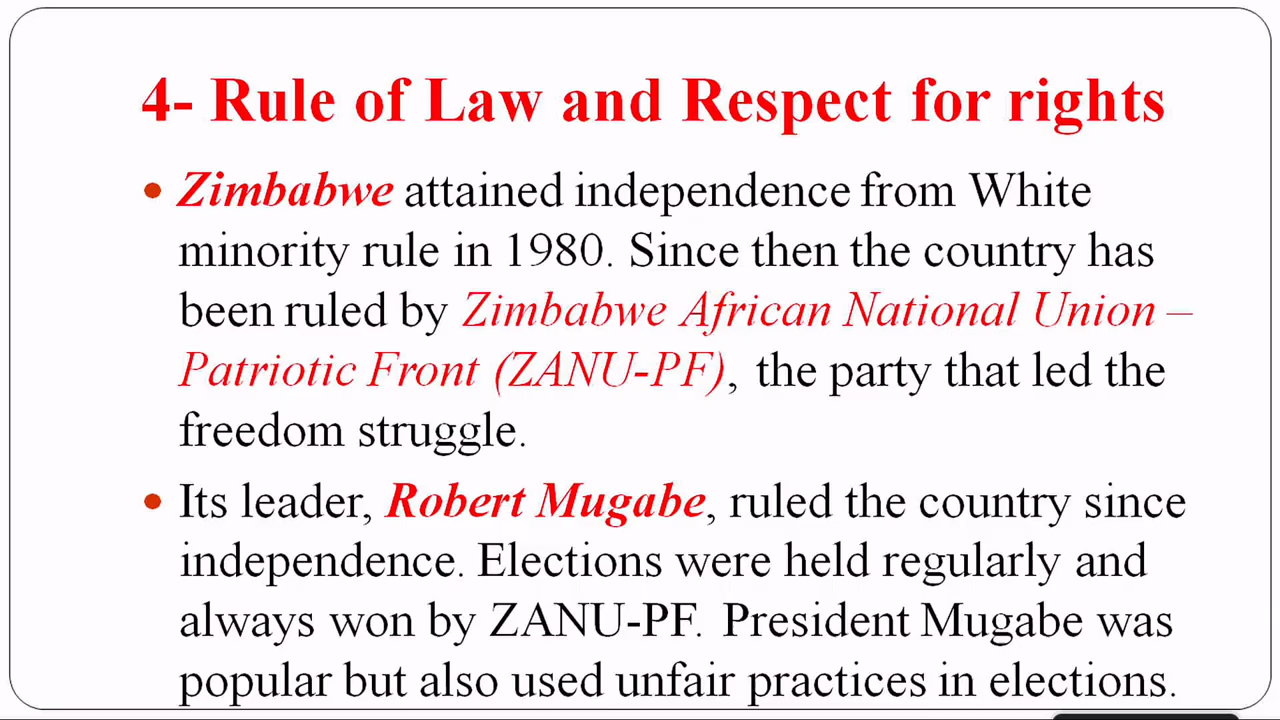 4- Rule of Law and Respect for rights
• Zimbabwe attained independence from White
minority rule in 1980. Since then the country has
been ruled by Zimbabwe African National Union –
Patriotic Front (ZANU-PF), the party that led the
freedom struggle.
• Its leader, Robert Mugabe, ruled the country since
independence. Elections were held regularly and
always won by ZANU-PF. President Mugabe was
popular but also used unfair practices in elections.